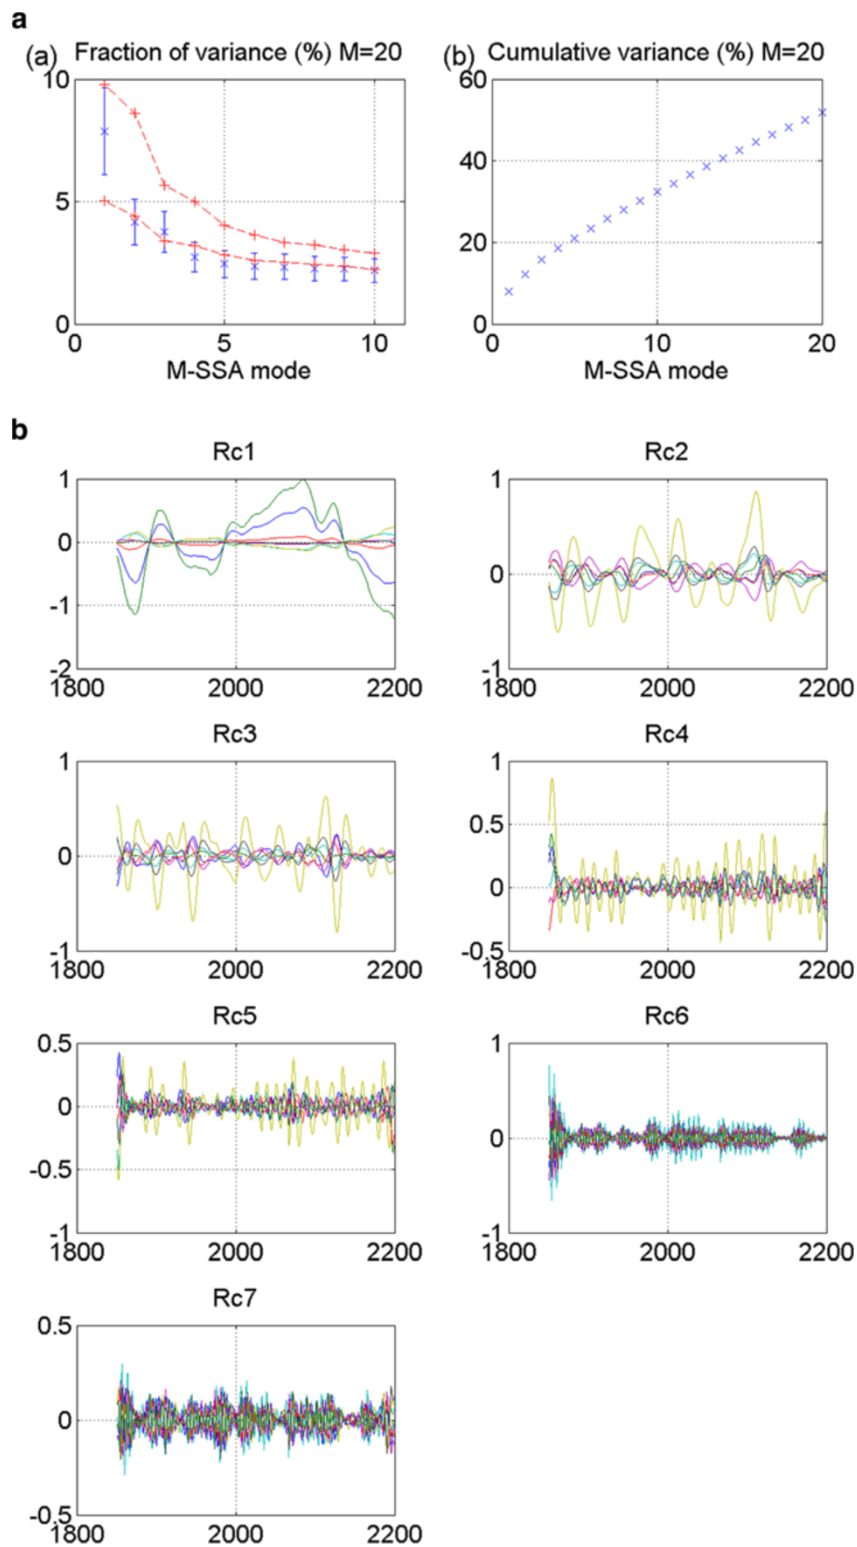 a
(a) Fraction of variance (%) M=20
(b) Cumulative variance (%) M=20
10
5
0
0 5 10
M-SSA mode
60
40
20
0
0 10 20
M-SSA mode
b
Rc1
1
0
-1
-2
1800 2000 2200
Rc2
1
0
-1
1800 2000 2200
Rc3
1
0
-1
1800 2000 2200
Rc4
1
0.5
0
-0.5
1800 2000 2200
Rc5
0.5
0
-0.5
-1
1800 2000 2200
Rc6
1
0
-1
1800 2000 2200
Rc7
0.5
0
-0.5
1800 2000 2200